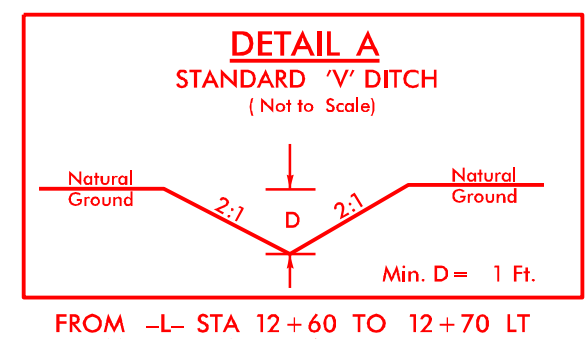 DETAIL A
STANDARD 'V' DITCH
( Not to Scale)
Natural
Ground
2:1
D
2:1
Natural
Ground
Min. D = 1 Ft.
FROM -L- STA 12+60 TO 12+70 LT